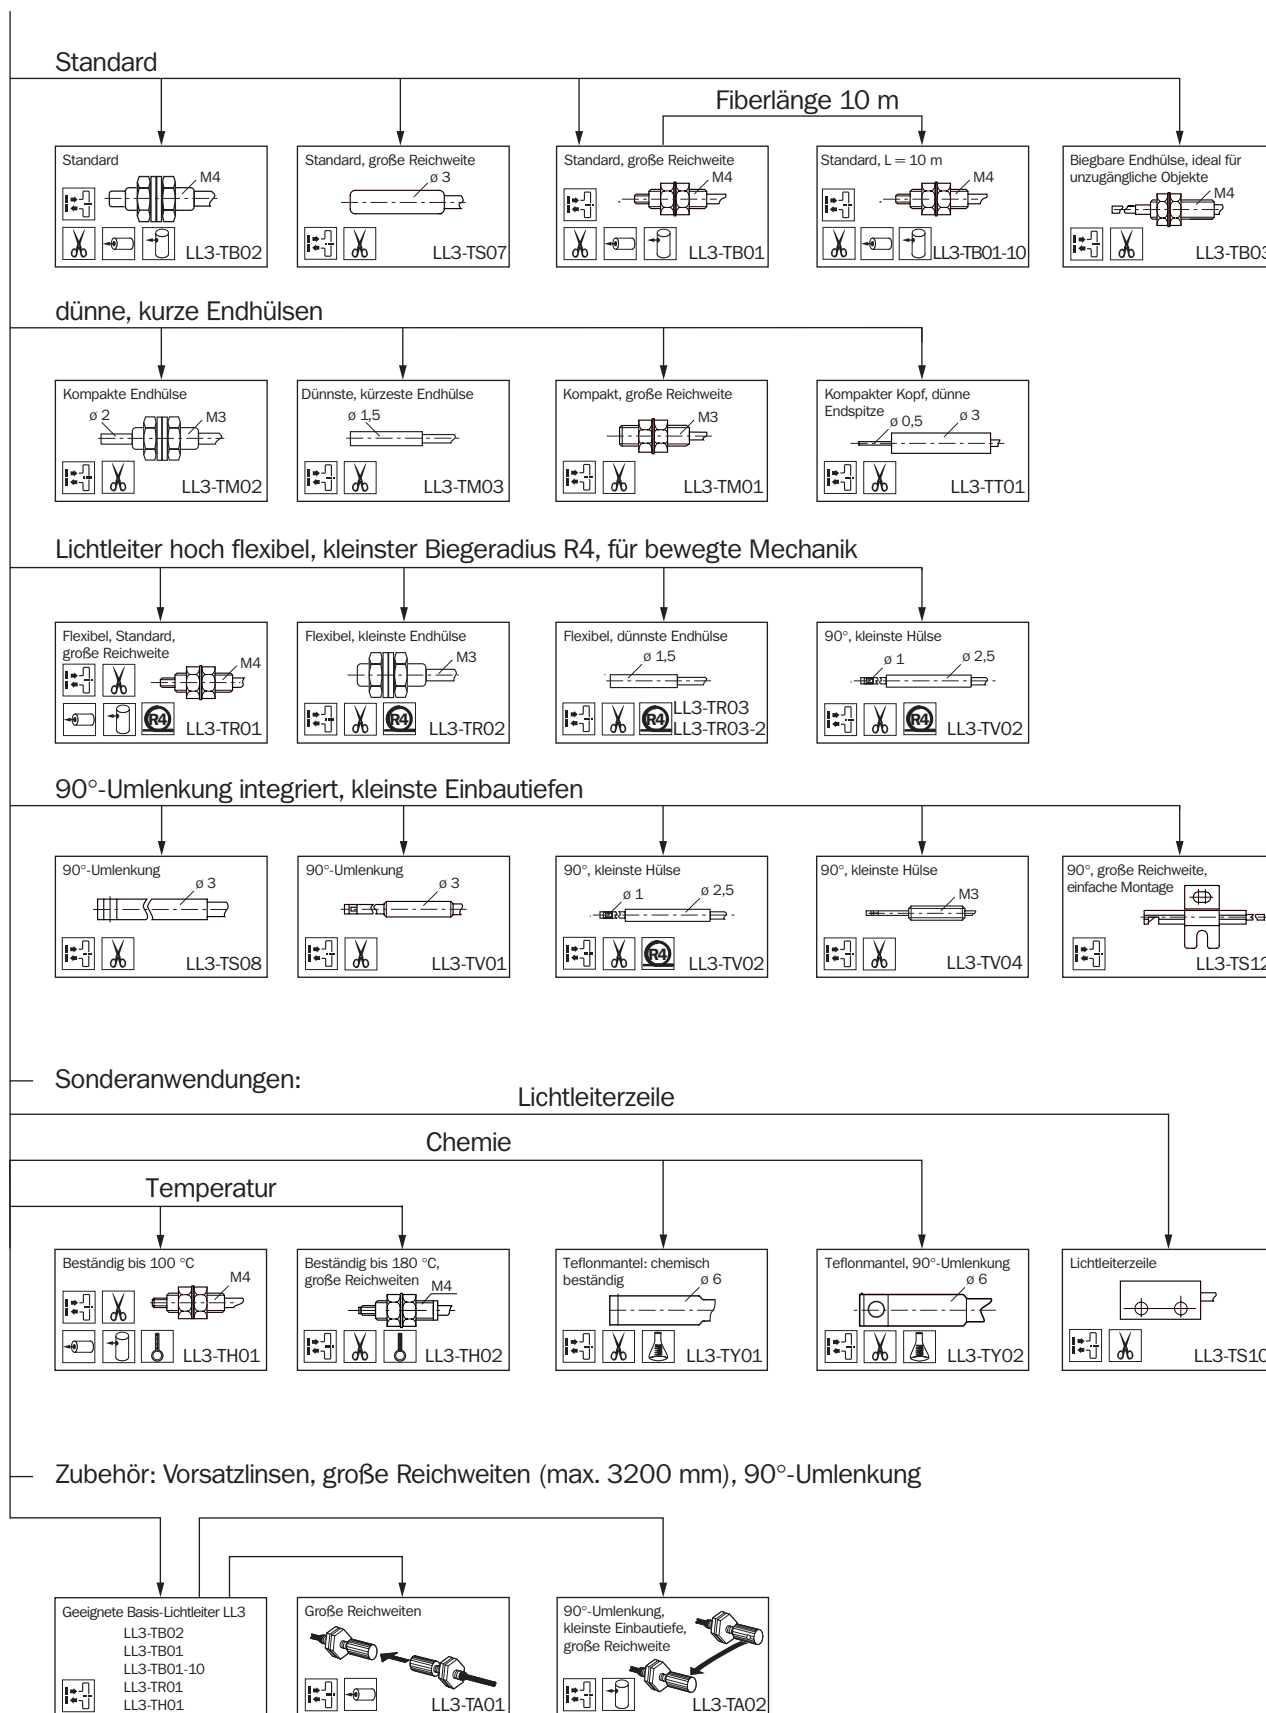 Standard
Fiberlänge 10 m
Standard
M4
LL3-TB02
Standard, große Reichweite
ø 3
LL3-TS07
Standard, große Reichweite
M4
LL3-TB01
Standard, L = 10 m
M4
LL3-TB01-10
Biegbare Endhülse, ideal für
unzugängliche Objekte
M4
LL3-TB03
dünne, kurze Endhülsen
Kompakte Endhülse
ø 2
M3
LL3-TM02
Dünnste, kürzeste Endhülse
ø 1,5
LL3-TM03
Kompakt, große Reichweite
M3
LL3-TM01
Kompakter Kopf, dünne
Endspitze
ø 0,5
ø 3
LL3-TT01
Lichtleiter hoch flexibel, kleinster Biegeradius R4, für bewegte Mechanik
Flexibel, Standard,
große Reichweite
M4
R4
LL3-TR01
Flexibel, kleinste Endhülse
M3
R4
LL3-TR02
Flexibel, dünnste Endhülse
ø 1,5
R4
LL3-TR03
LL3-TR03-2
90°, kleinste Hülse
ø 1
ø 2,5
R4
LL3-TV02
90°-Umlenkung integriert, kleinste Einbautiefen
90°-Umlenkung
ø 3
LL3-TS08
90°-Umlenkung
ø 3
LL3-TV01
90°, kleinste Hülse
ø 1
ø 2,5
R4
LL3-TV02
90°, kleinste Hülse
M3
LL3-TV04
90°, große Reichweite,
einfache Montage
LL3-TS12
Sonderanwendungen:
Lichtleiterzeile
Chemie
Temperatur
Beständig bis 100 °C
M4
LL3-TH01
Beständig bis 180 °C,
große Reichweiten
M4
LL3-TH02
Teflonmantel: chemisch
beständig
ø 6
LL3-TY01
Teflonmantel, 90°-Umlenkung
ø 6
LL3-TY02
Lichtleiterzeile
LL3-TS10
Zubehör: Vorsatzlinsen, große Reichweiten (max. 3200 mm), 90°-Umlenkung
Geeignete Basis-Lichtleiter LL3
LL3-TB02
LL3-TB01
LL3-TB01-10
LL3-TR01
LL3-TH01
Große Reichweiten
LL3-TA01
90°-Umlenkung,
kleinste Einbautiefe,
große Reichweite
LL3-TA02